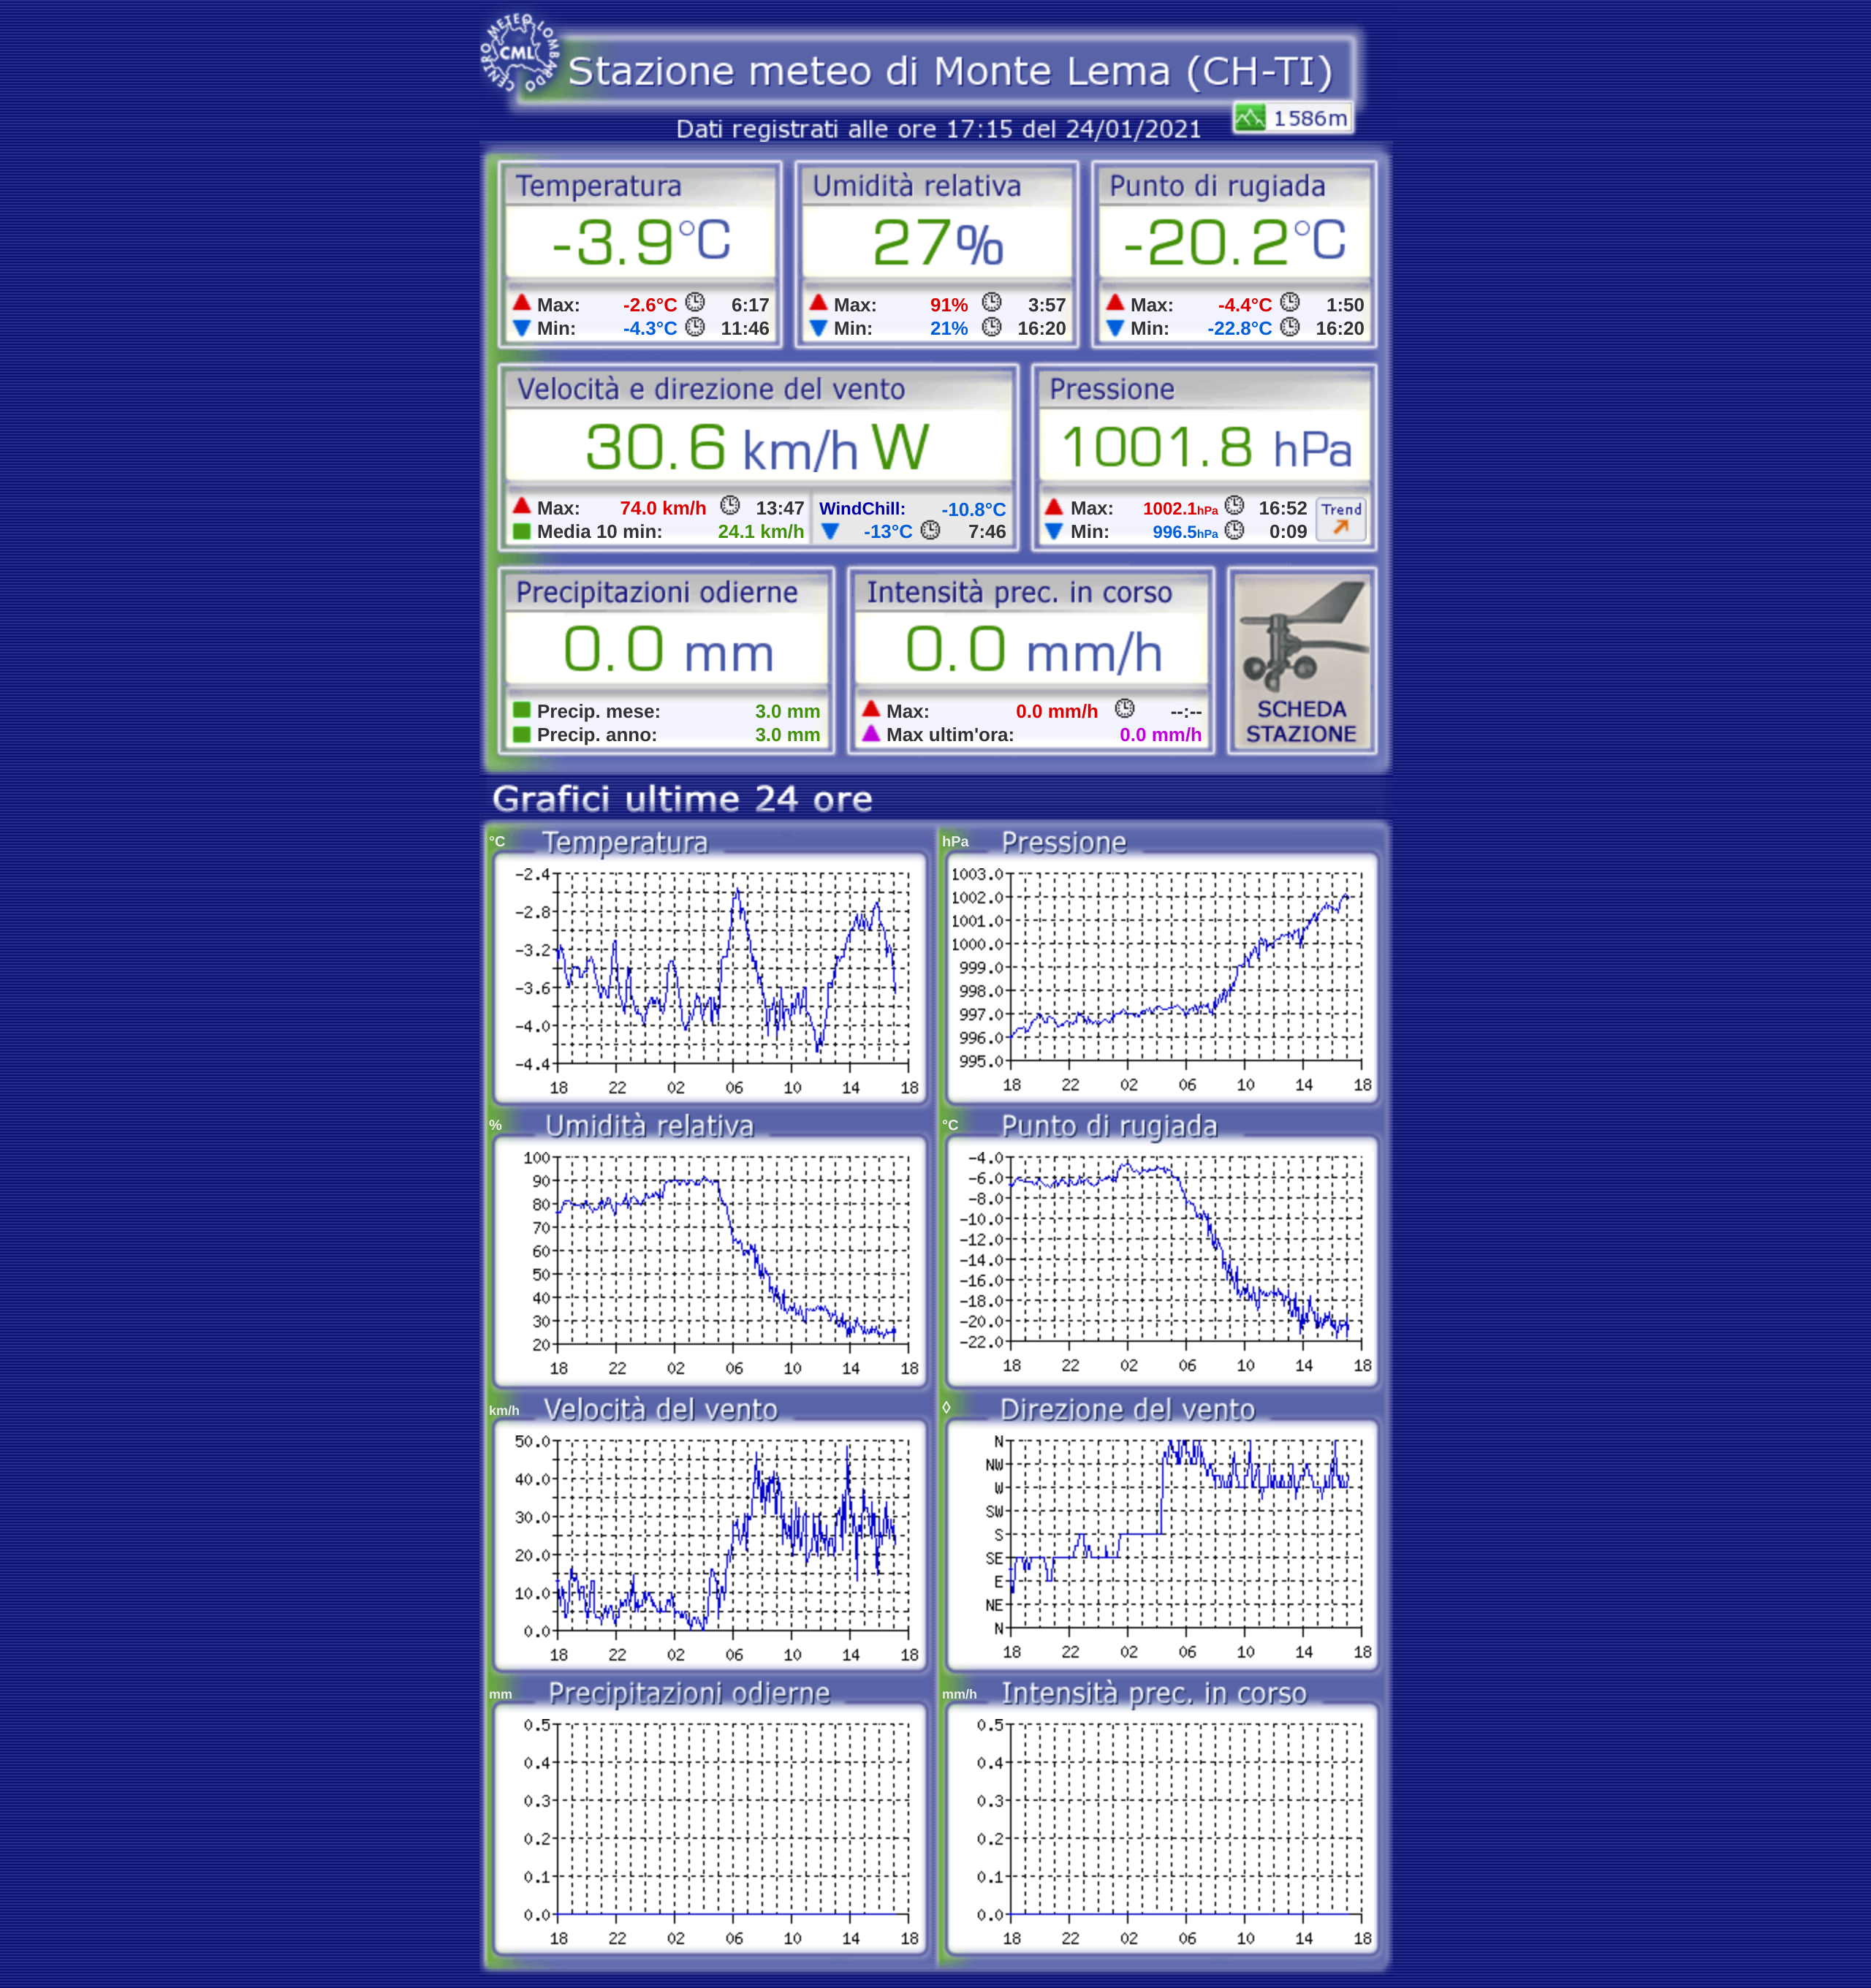 CENTRO METEO LOMBARDO
CML
Stazione meteo di Monte Lema (CH-TI)
1586m
Dati registrati alle ore 17:15 del 24/01/2021
Temperatura
-3.9°C
Max: -2.6°C 6:17
Min: -4.3°C 11:46
Umidità relativa
27%
Max: 91% 3:57
Min: 21% 16:20
Punto di rugiada
-20.2°C
Max: -4.4°C 1:50
Min: -22.8°C 16:20
Velocità e direzione del vento
30.6 km/h W
Max: 74.0 km/h 13:47
Media 10 min: 24.1 km/h
WindChill: -10.8°C
-13°C 7:46
Pressione
1001.8 hPa
Max: 1002.1hPa 16:52
Min: 996.5hPa 0:09
Trend
Precipitazioni odierne
0.0 mm
Precip. mese: 3.0 mm
Precip. anno: 3.0 mm
Intensità prec. in corso
0.0 mm/h
Max: 0.0 mm/h --:--
Max ultim'ora: 0.0 mm/h
SCHEDA
STAZIONE
Grafici ultime 24 ore
°C Temperatura
-2.4
-2.8
-3.2
-3.6
-4.0
-4.4
18 22 02 06 10 14 18
hPa Pressione
1003.0
1002.0
1001.0
1000.0
999.0
998.0
997.0
996.0
995.0
18 22 02 06 10 14 18
% Umidità relativa
100
90
80
70
60
50
40
30
20
18 22 02 06 10 14 18
°C Punto di rugiada
-4.0
-6.0
-8.0
-10.0
-12.0
-14.0
-16.0
-18.0
-20.0
-22.0
18 22 02 06 10 14 18
km/h Velocità del vento
50.0
40.0
30.0
20.0
10.0
0.0
18 22 02 06 10 14 18
◊ Direzione del vento
N
NW
W
SW
S
SE
E
NE
N
18 22 02 06 10 14 18
mm Precipitazioni odierne
0.5
0.4
0.3
0.2
0.1
0.0
18 22 02 06 10 14 18
mm/h Intensità prec. in corso
0.5
0.4
0.3
0.2
0.1
0.0
18 22 02 06 10 14 18